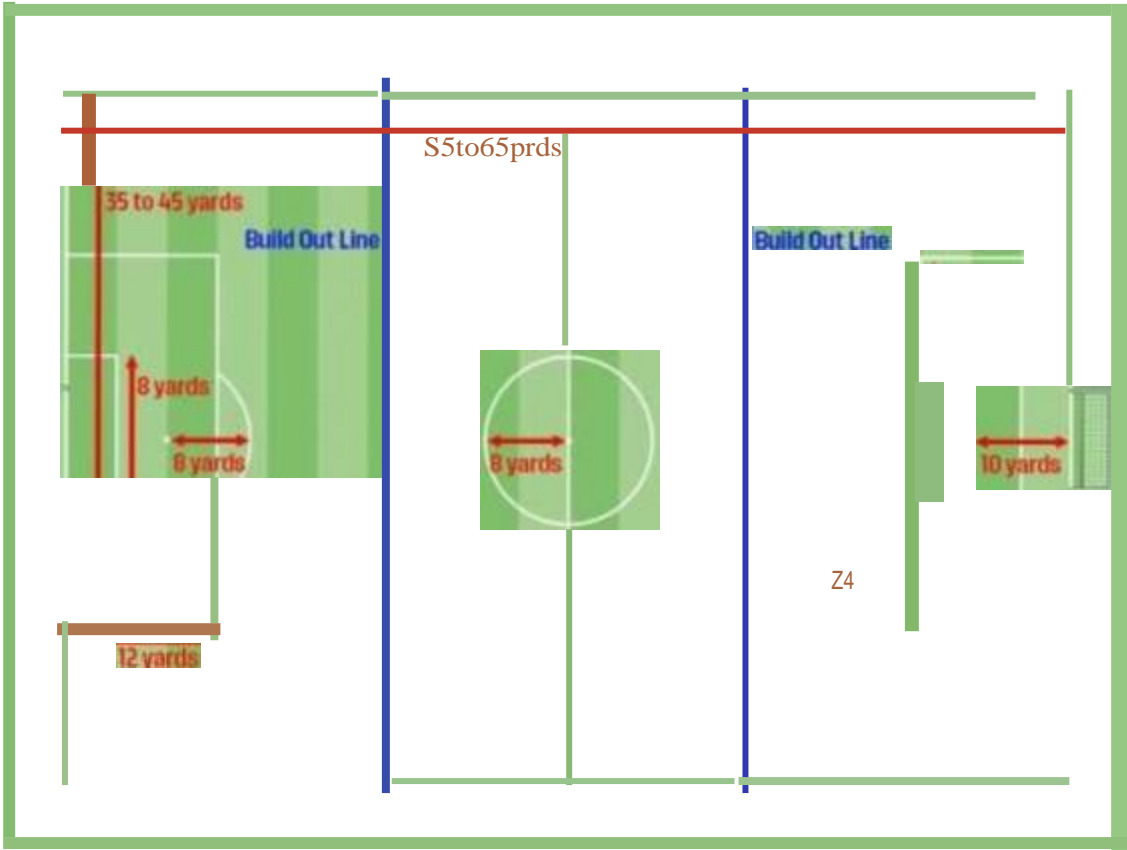 S5to65prds
35 to 45 yards
Build Out Line
Build Out Line
8 yards
8 yards
8 yards
10 yards
Z4
12 yards